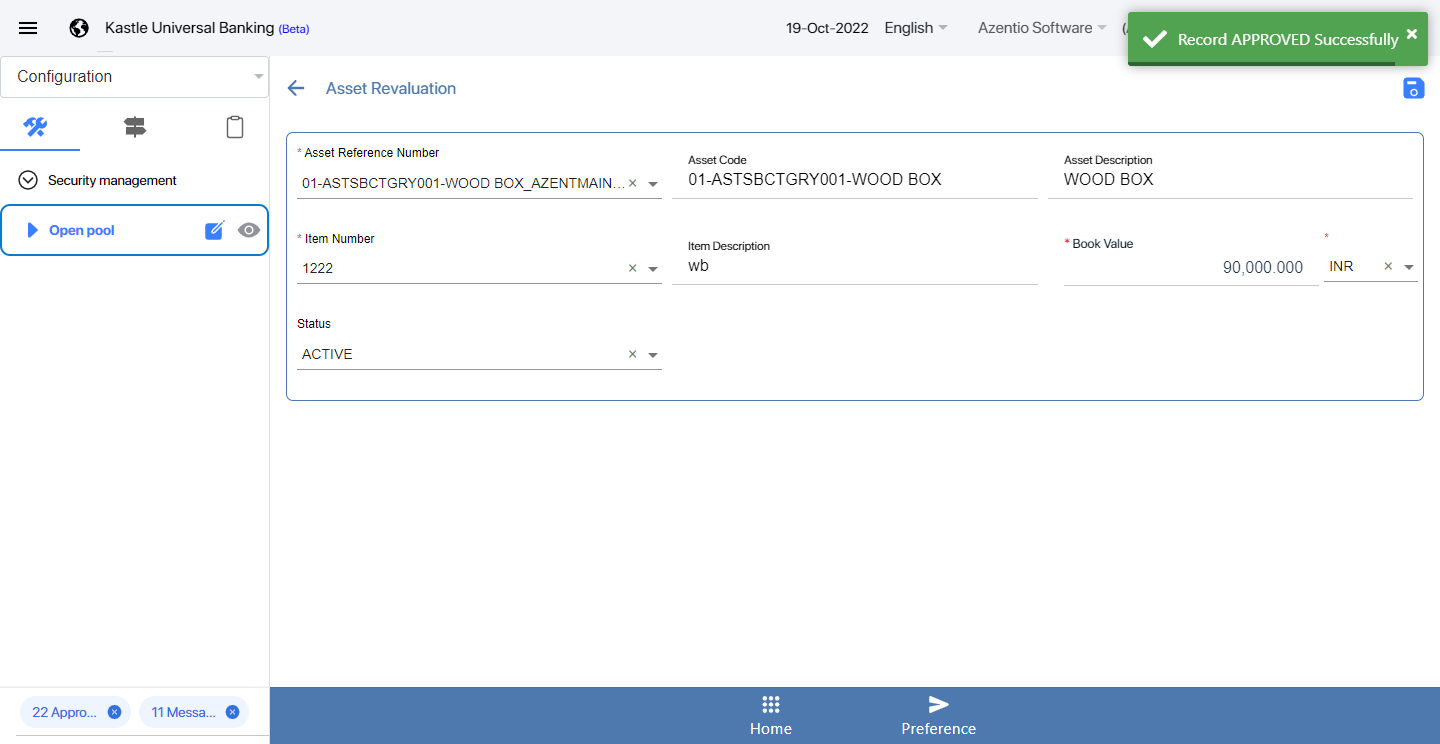 Kastle Universal Banking (Beta)
19-Oct-2022
English
Azentio Software
Record APPROVED Successfully
Configuration
Asset Revaluation
Security management
Open pool
* Asset Reference Number
01-ASTSBCTGRY001-WOOD BOX_AZENTMAIN...
Asset Code
01-ASTSBCTGRY001-WOOD BOX
Asset Description
WOOD BOX
* Item Number
1222
Item Description
wb
* Book Value
90,000.000
*
INR
Status
ACTIVE
22 Appro...
11 Messa...
Home
Preference